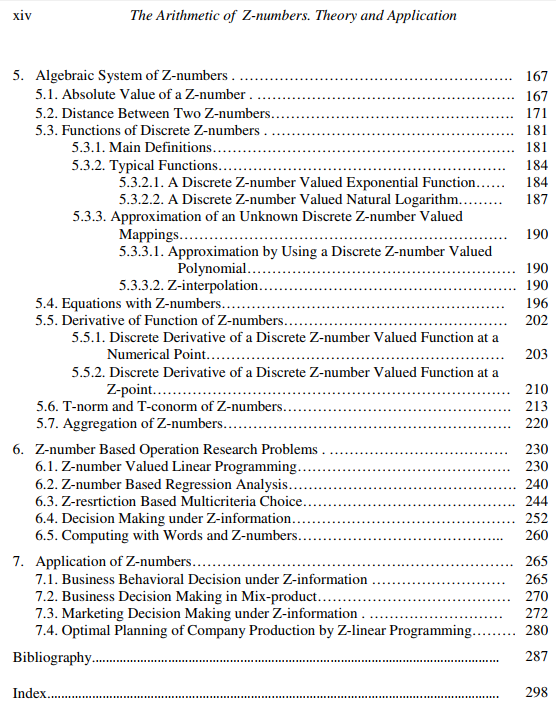 xiv The Arithmetic of Z-numbers. Theory and Application
5. Algebraic System of Z-numbers . ................................................... 167
5.1. Absolute Value of a Z-number . ................................................. 167
5.2. Distance Between Two Z-numbers.............................................. 171
5.3. Functions of Discrete Z-numbers . ............................................... 181
5.3.1. Main Definitions......................................................... 181
5.3.2. Typical Functions....................................................... 184
5.3.2.1. A Discrete Z-number Valued Exponential Function...... 184
5.3.2.2. A Discrete Z-number Valued Natural Logarithm......... 187
5.3.3. Approximation of an Unknown Discrete Z-number Valued
Mappings............................................................... 190
5.3.3.1. Approximation by Using a Discrete Z-number Valued
Polynomial.................................................. 190
5.3.3.2. Z-interpolation................................................ 190
5.4. Equations with Z-numbers...................................................... 196
5.5. Derivative of Function of Z-numbers.......................................... 202
5.5.1. Discrete Derivative of a Discrete Z-number Valued Function at a
Numerical Point......................................................... 203
5.5.2. Discrete Derivative of a Discrete Z-number Valued Function at a
Z-point................................................................... 210
5.6. T-norm and T-conorm of Z-numbers........................................... 213
5.7. Aggregation of Z-numbers...................................................... 220
6. Z-number Based Operation Research Problems . .................................. 230
6.1. Z-number Valued Linear Programming........................................ 230
6.2. Z-number Based Regression Analysis.......................................... 240
6.3. Z-resrtiction Based Multicriteria Choice....................................... 244
6.4. Decision Making under Z-information......................................... 252
6.5. Computing with Words and Z-numbers........................................ 260
7. Application of Z-numbers............................................................ 265
7.1. Business Behavioral Decision under Z-information ......................... 265
7.2. Business Decision Making in Mix-product.................................... 270
7.3. Marketing Decision Making under Z-information . ........................... 272
7.4. Optimal Planning of Company Production by Z-linear Programming......... 280
Bibliography.................................................................................. 287
Index........................................................................................... 298